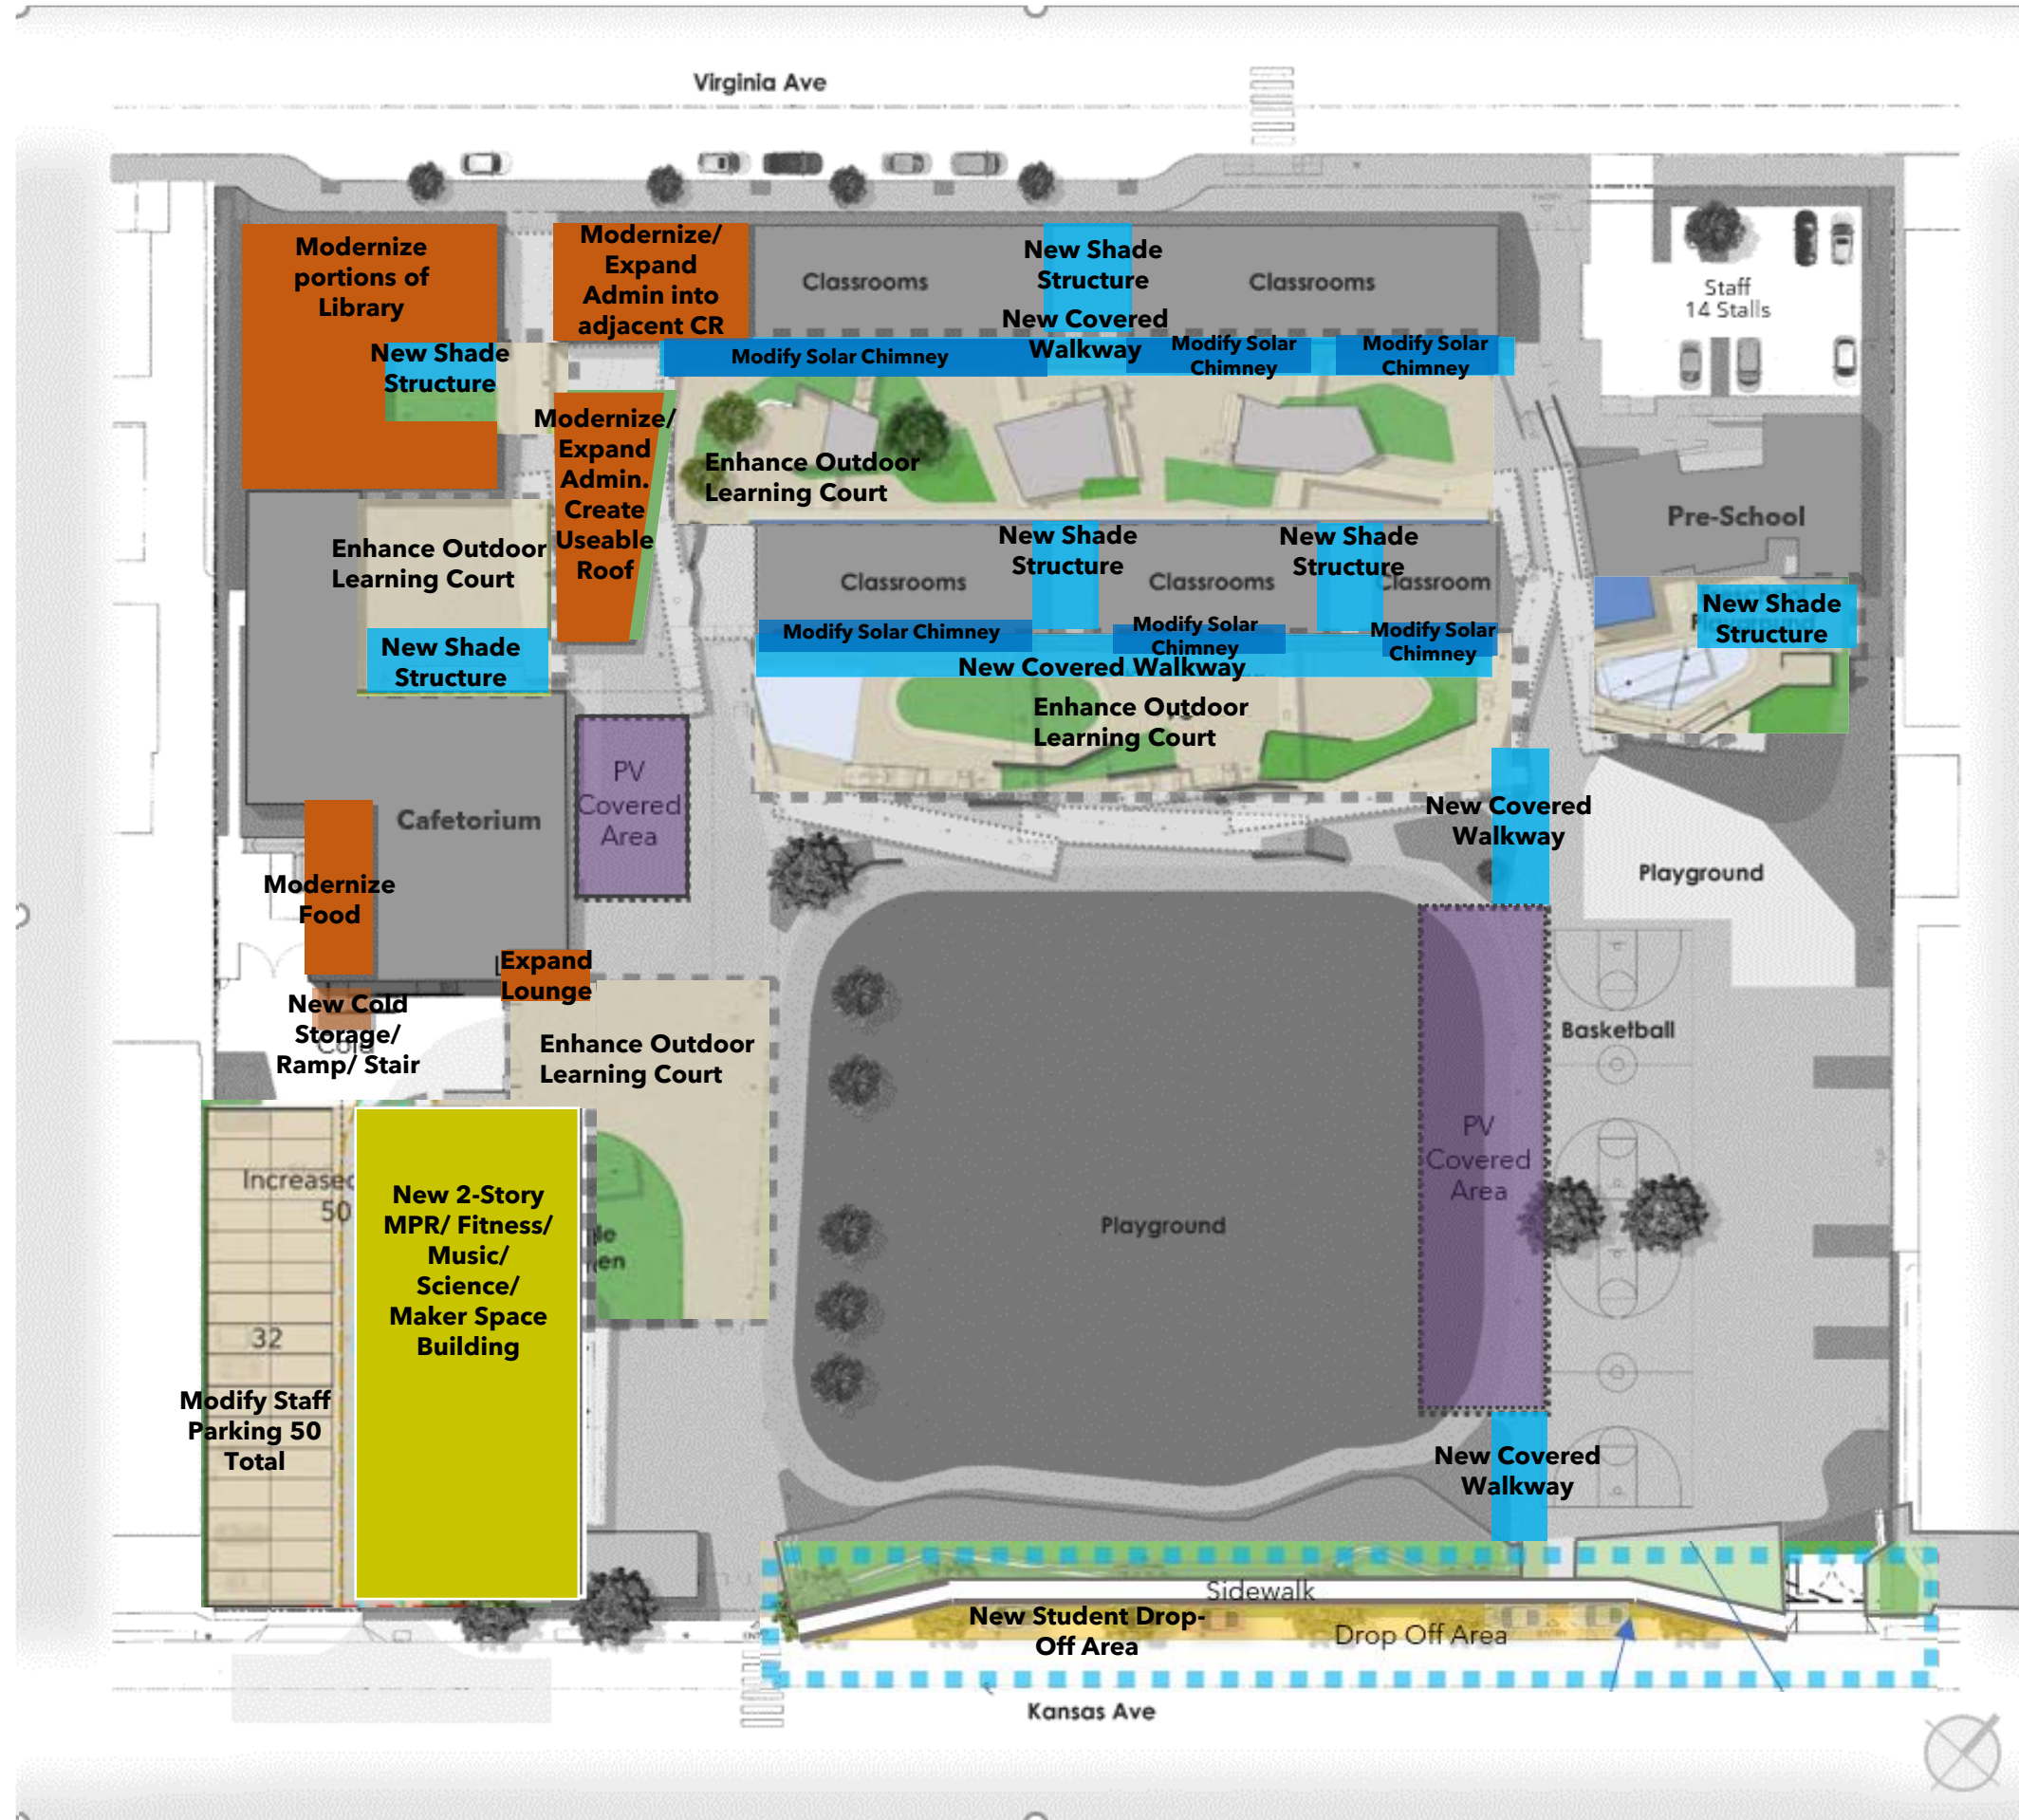 Virginia Ave
Modernize
portions of
Library
Modernize/
Expand
Admin into
adjacent CR
Classrooms
New Shade
Structure
Classrooms
Staff
14 Stalls
New Covered
Walkway
New Shade
Structure
Modify Solar Chimney
Modify Solar
Chimney
Modify Solar
Chimney
Modernize/
Expand
Admin.
Create
Useable
Roof
Enhance Outdoor
Learning Court
Pre-School
Enhance Outdoor
Learning Court
New Shade
Structure
New Shade
Structure
Classrooms
Classrooms
Classroom
New Shade
Structure
Modify Solar Chimney
Modify Solar
Chimney
Modify Solar
Chimney
New Shade
Structure
New Covered Walkway
Enhance Outdoor
Learning Court
PV
Covered
Area
Cafetorium
New Covered
Walkway
Playground
Modernize
Food
Expand
Lounge
New Cold
Storage/
Ramp/ Stair
Cold
Enhance Outdoor
Learning Court
Basketball
PV
Covered
Area
Increased
50
New 2-Story
MPR/ Fitness/
Music/
Science/
Maker Space
Building
Playground
32
Modify Staff
Parking 50
Total
New Covered
Walkway
Sidewalk
New Student Drop-
Off Area
Drop Off Area
Kansas Ave